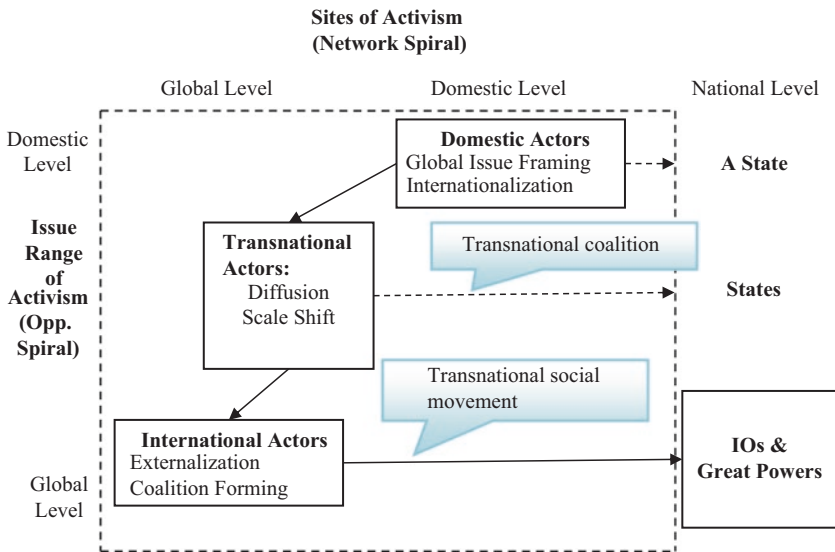 Sites of Activism
(Network Spiral)
Global Level
Domestic Level
National Level
Domestic
Level
Domestic Actors
Global Issue Framing
Internationalization
A State
Issue
Range
of
Activism
(Opp.
Spiral)
Transnational
Actors:
Diffusion
Scale Shift
Transnational coalition
States
Transnational social
movement
International Actors
Externalization
Coalition Forming
IOs &
Great Powers
Global
Level